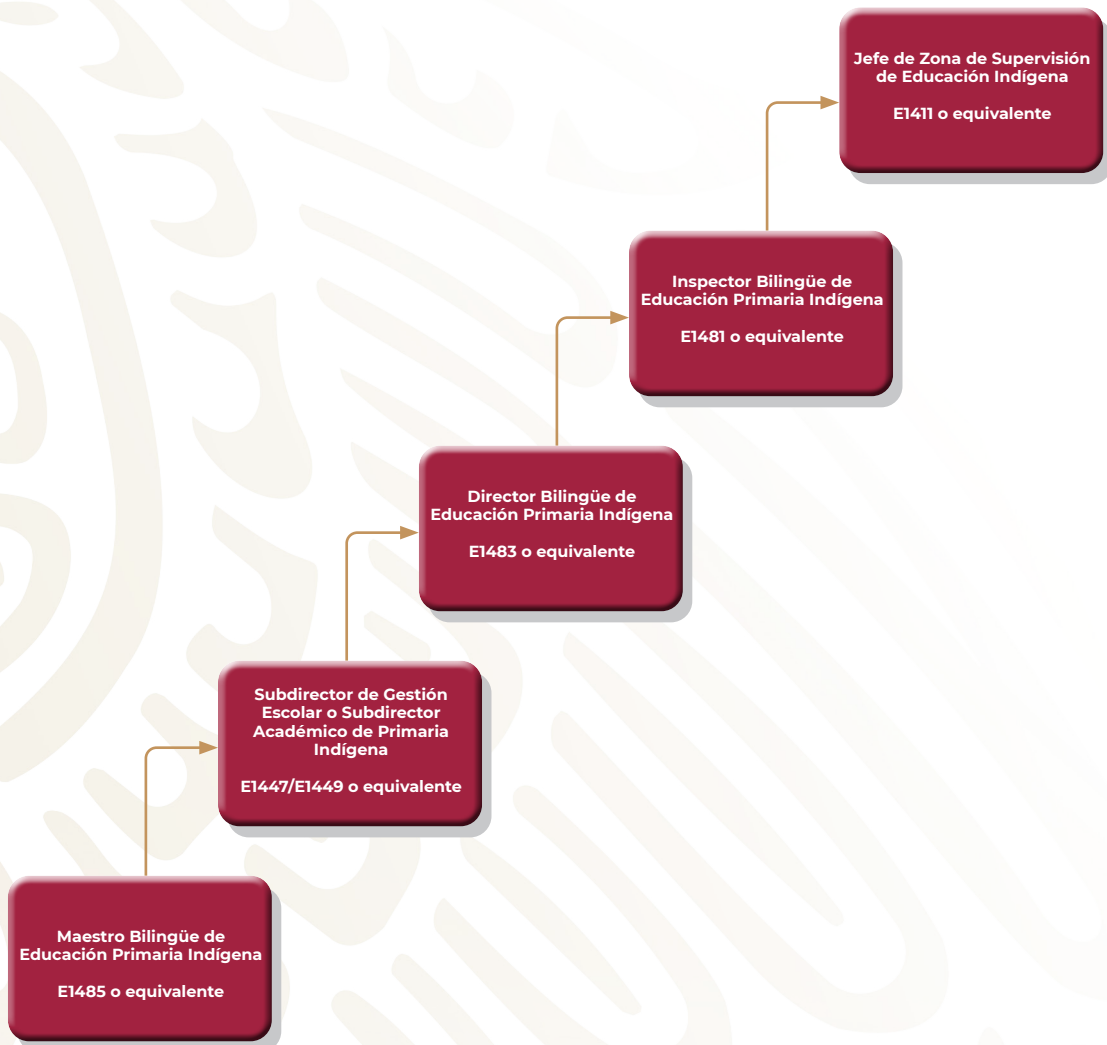 Jefe de Zona de Supervisión
de Educación Indígena
E1411 o equivalente
Inspector Bilingüe de
Educación Primaria Indígena
E1481 o equivalente
Director Bilingüe de
Educación Primaria Indígena
E1483 o equivalente
Subdirector de Gestión
Escolar o Subdirector
Académico de Primaria
Indígena
E1447/E1449 o equivalente
Maestro Bilingüe de
Educación Primaria Indígena
E1485 o equivalente